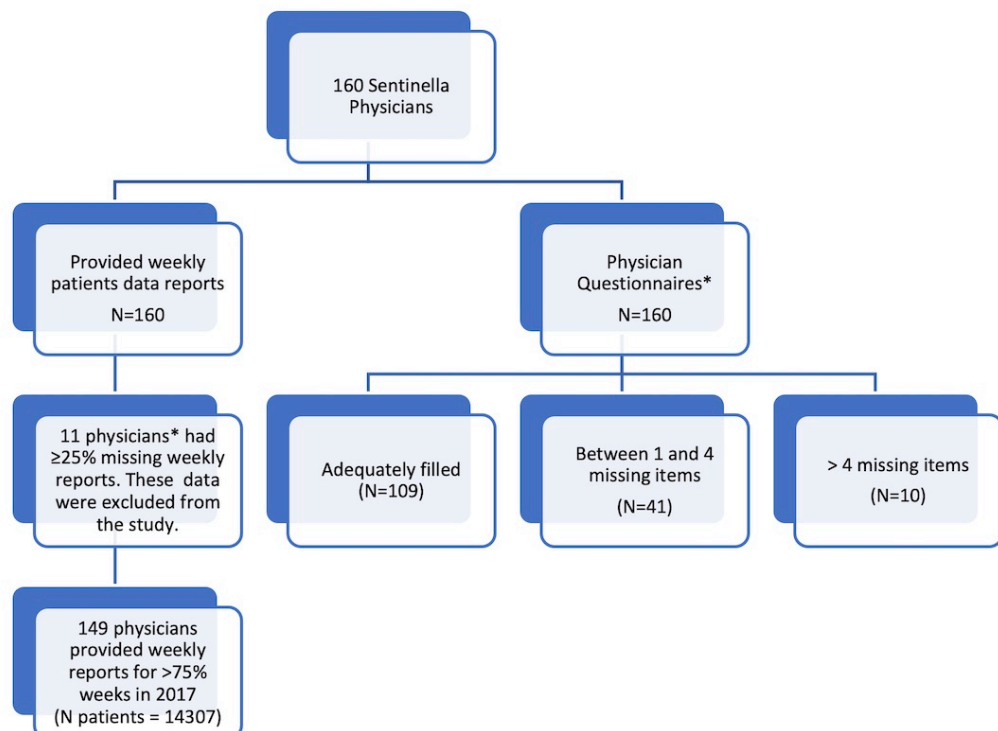 160 Sentinella
Physicians
Provided weekly
patients data reports
N=160
Physician
Questionnaires*
N=160
11 physicians* had
≥25% missing weekly
reports. These  data
were excluded from
the study.
Adequately filled
(N=109)
Between 1 and 4
missing items
(N=41)
> 4 missing items
(N=10)
149 physicians
provided weekly
reports for >75%
weeks in 2017
(N patients = 14307)